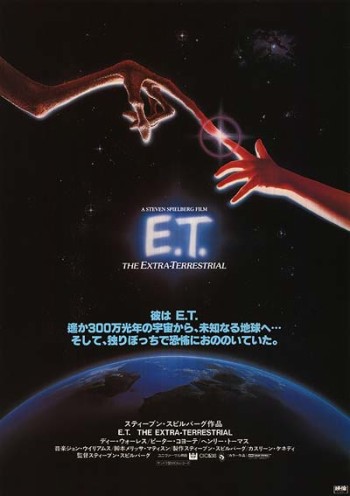 A STEVEN SPIELBERG FILM
E.T.
THE EXTRA-TERRESTRIAL
彼は E.T.
遥か300万光年の宇宙から、未知なる地球へ…
そして、独りぼっちで恐怖におののいていた。
スティーブン・スピルバーグ作品
E.T. THE EXTRA-TERRESTRIAL
ディー・ウォーレス/ピーター・コヨーテ/ヘンリー・トーマス
音楽ジョン・ウイリアムス/脚本メリッサ・マティスン/製作スティーブン・スピルバーグ/カスリーン・ケネディ
監督スティーブン・スピルバーグ